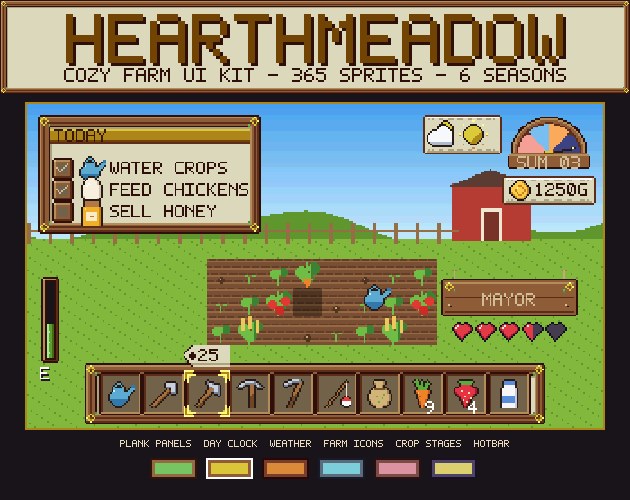 HEARTHMEADOW
COZY FARM UI KIT - 365 SPRITES - 6 SEASONS
TODAY
WATER CROPS
FEED CHICKENS
SELL HONEY
SUM 03
1250G
MAYOR
25
E
9
4
PLANK PANELS DAY CLOCK WEATHER FARM ICONS CROP STAGES HOTBAR